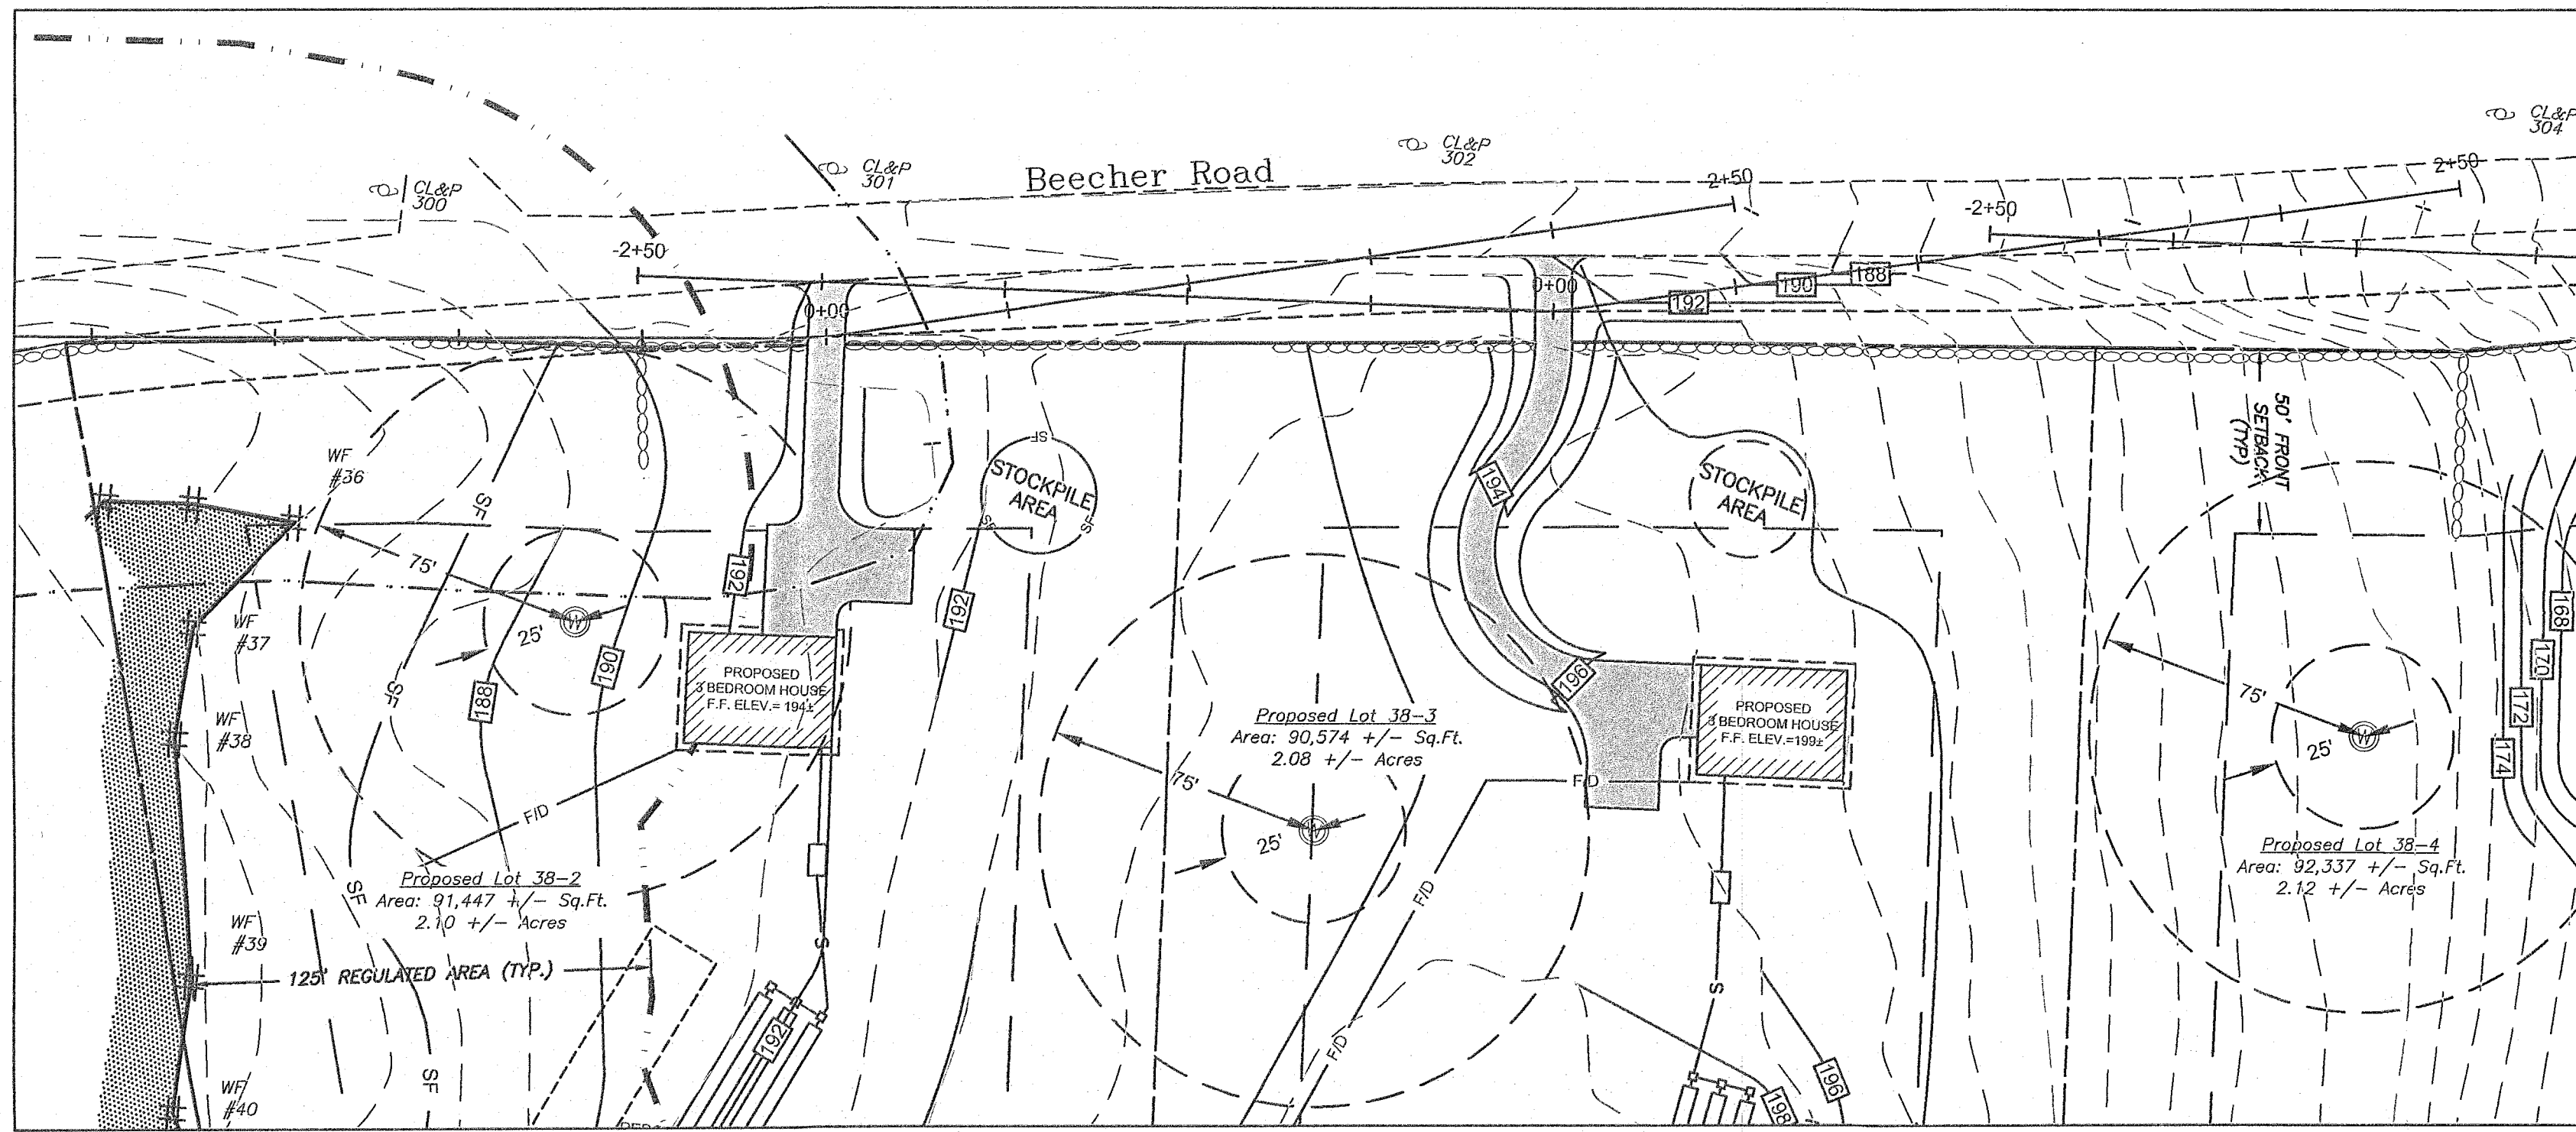 CL&P
300
CL&P
301
Beecher Road
CL&P
302
CL&P
304
2+50
2+50
-2+50
-2+50
0+00
0+00
192
190
188
50' FRONT
SETBACK
(TYP)
WF
#36
SF
STOCKPILE
AREA
SF
SF
SF
194
STOCKPILE
AREA
75'
25'
192
192
WF
#37
190
188
SF
PROPOSED
3 BEDROOM HOUSE
F.F. ELEV.= 194±
196
PROPOSED
3 BEDROOM HOUSE
F.F. ELEV.=199±
168
170
172
174
75'
25'
WF
#38
Proposed Lot 38-3
Area: 90,574 +/- Sq.Ft.
2.08 +/- Acres
75'
25'
F/D
F/D
F/D
F/D
Proposed Lot 38-4
Area: 92,337 +/- Sq.Ft.
2.12 +/- Acres
Proposed Lot 38-2
Area: 91,447 +/- Sq.Ft.
2.10 +/- Acres
SF
WF
#39
S
S
125' REGULATED AREA (TYP.)
192
SF
WF
#40
196
198